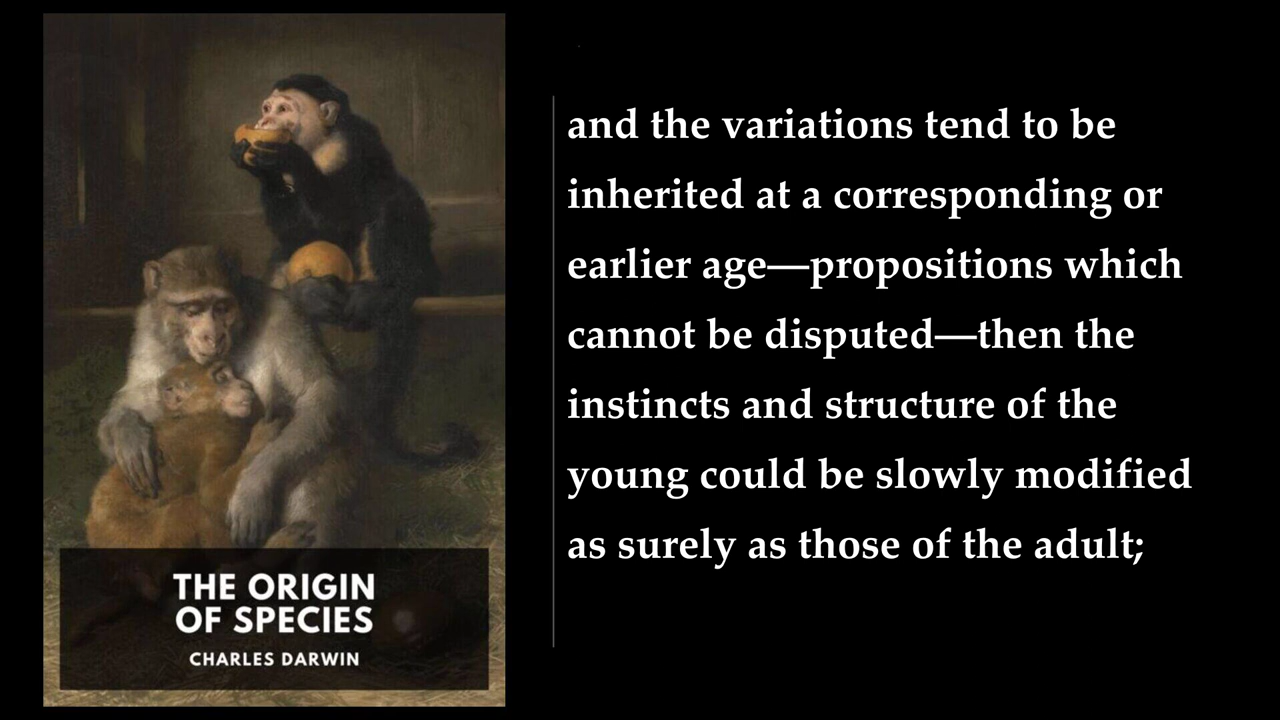 THE ORIGIN
OF SPECIES
CHARLES DARWIN
and the variations tend to be
inherited at a corresponding or
earlier age—propositions which
cannot be disputed—then the
instincts and structure of the
young could be slowly modified
as surely as those of the adult;